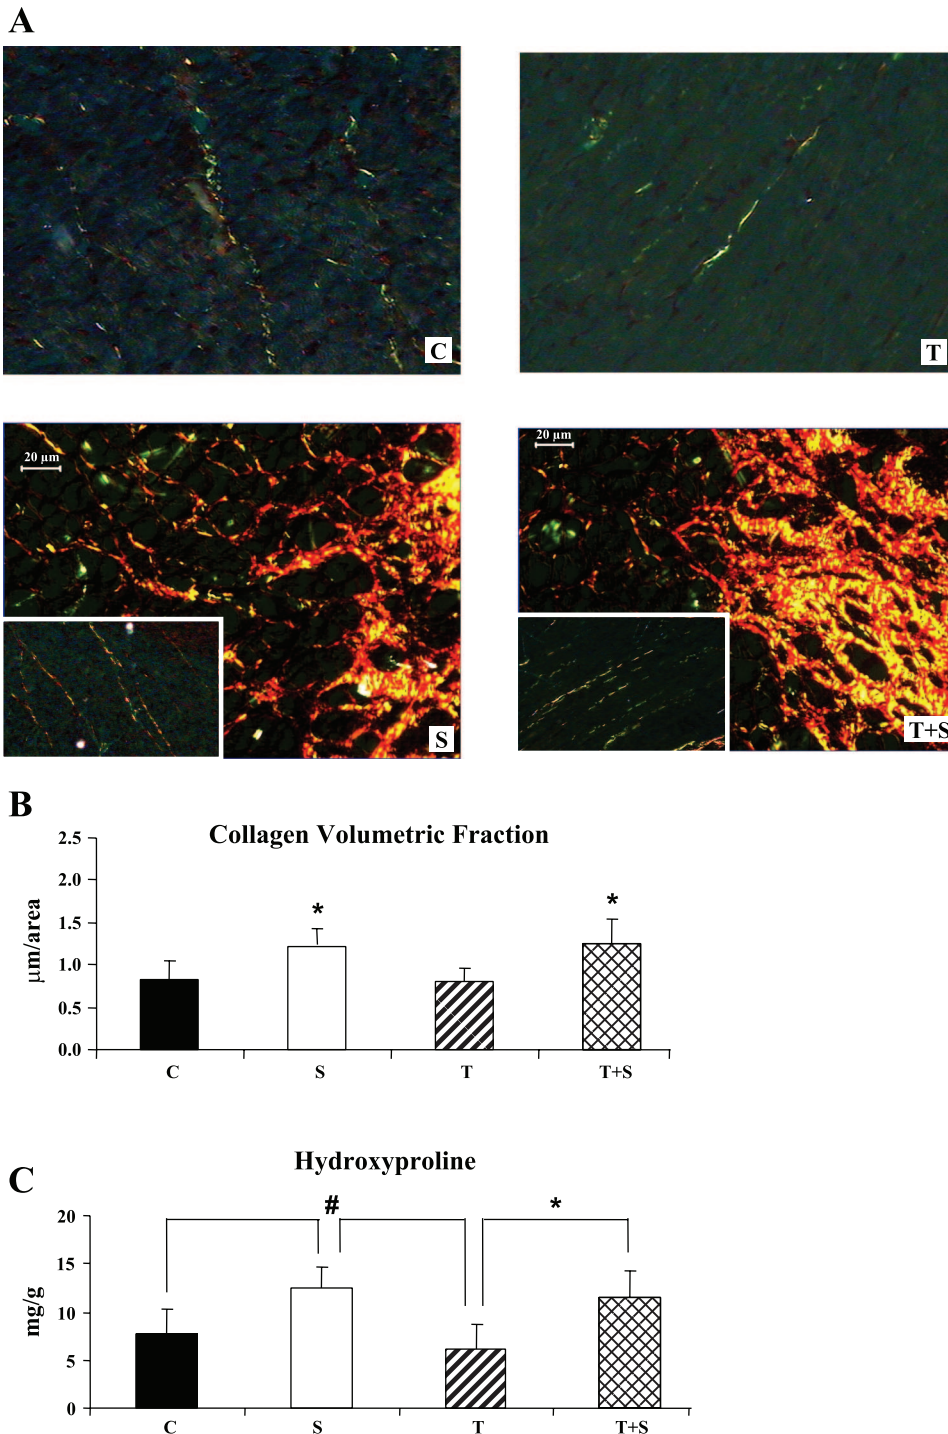 A
C
T
20 µm
20 µm
S
T+S
B
Collagen Volumetric Fraction
2.5
2.0
1.5
1.0
0.5
0.0
µm/area
*
*
C S T T+S
C
Hydroxyproline
20
15
10
5
0
mg/g
#
*
C S T T+S